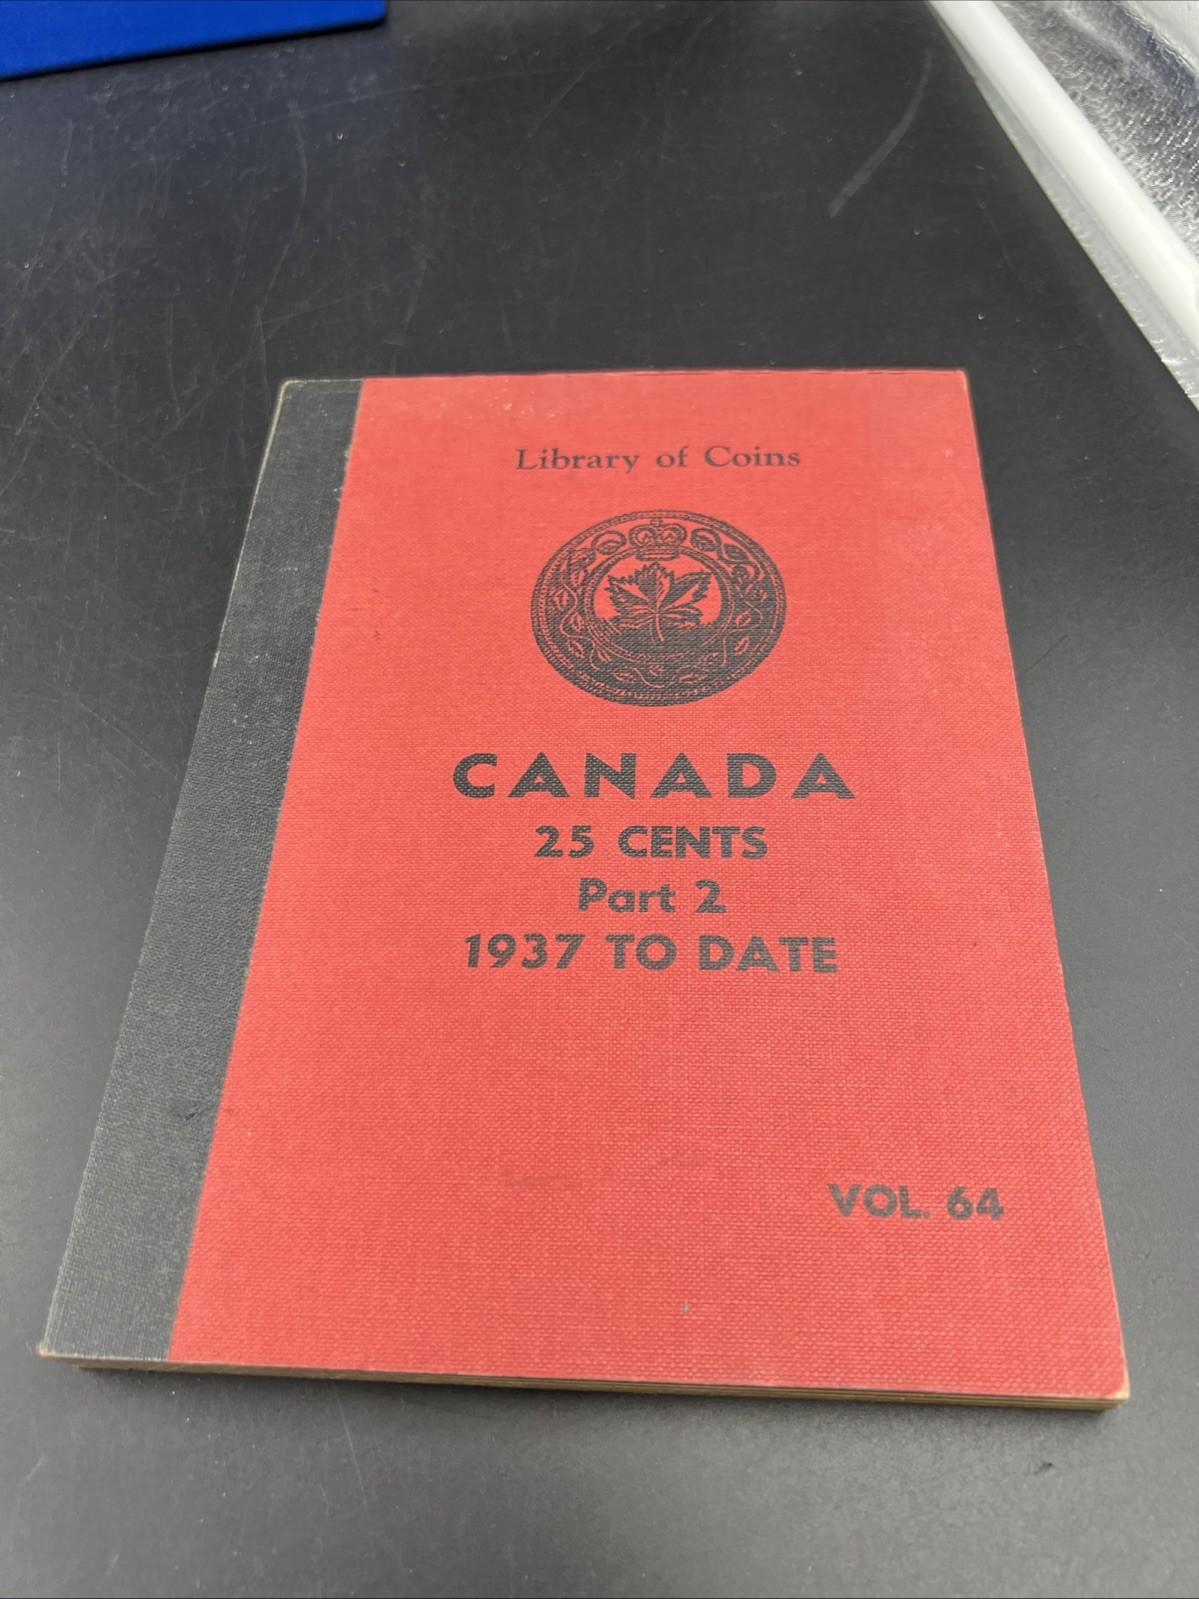 Library of Coins
CANADA
25 CENTS
Part 2
1937 TO DATE
VOL. 64